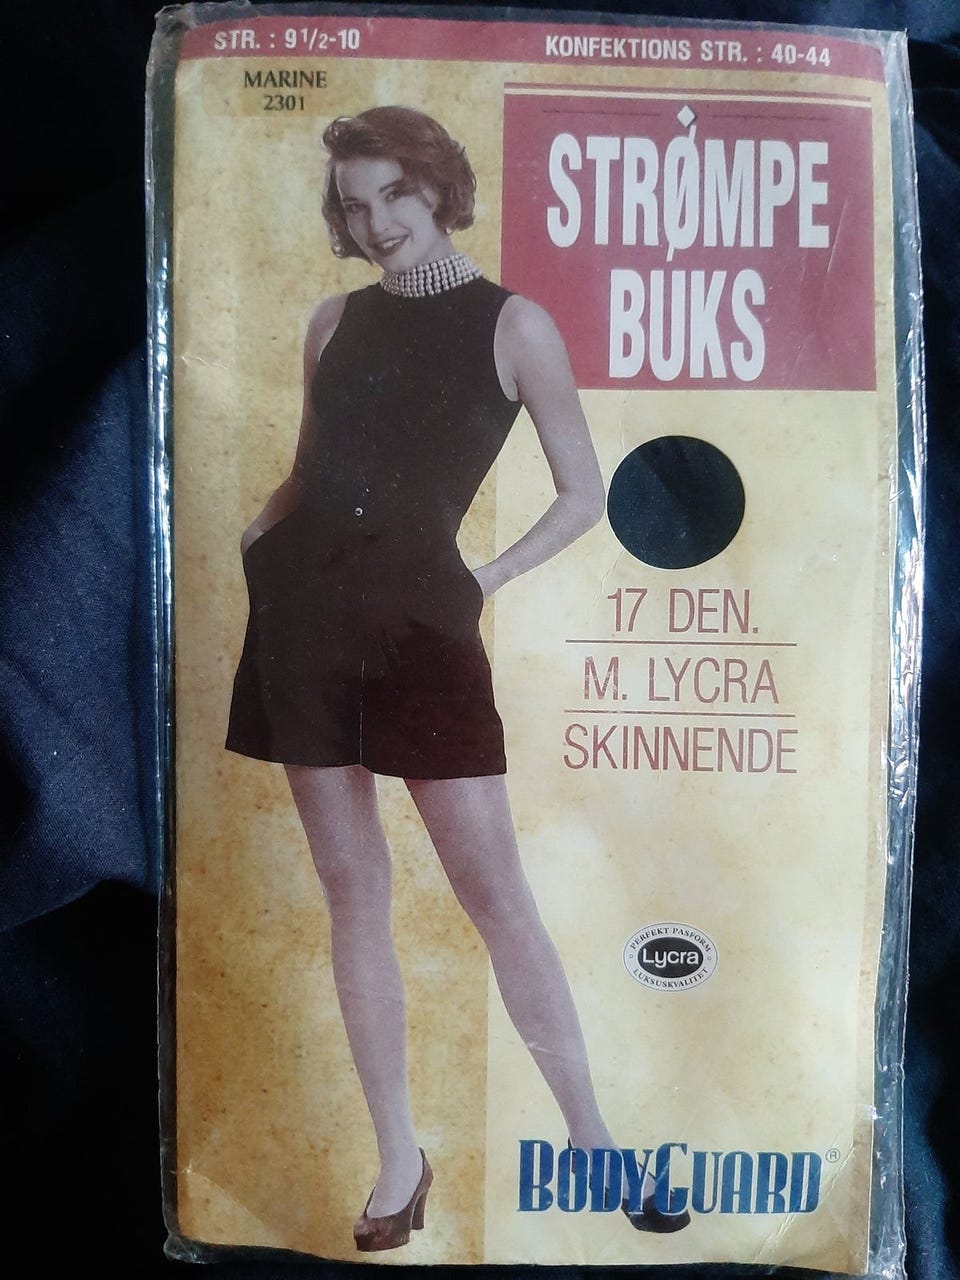 STR. : 9 1/2-10
KONFEKTIONS STR. : 40-44
MARINE
2301
STRØMPE
BUKS
17 DEN.
M. LYCRA
SKINNENDE
PERFEKT PASFORM
Lycra
LUKSUSKVALITET
BODYGUARD®